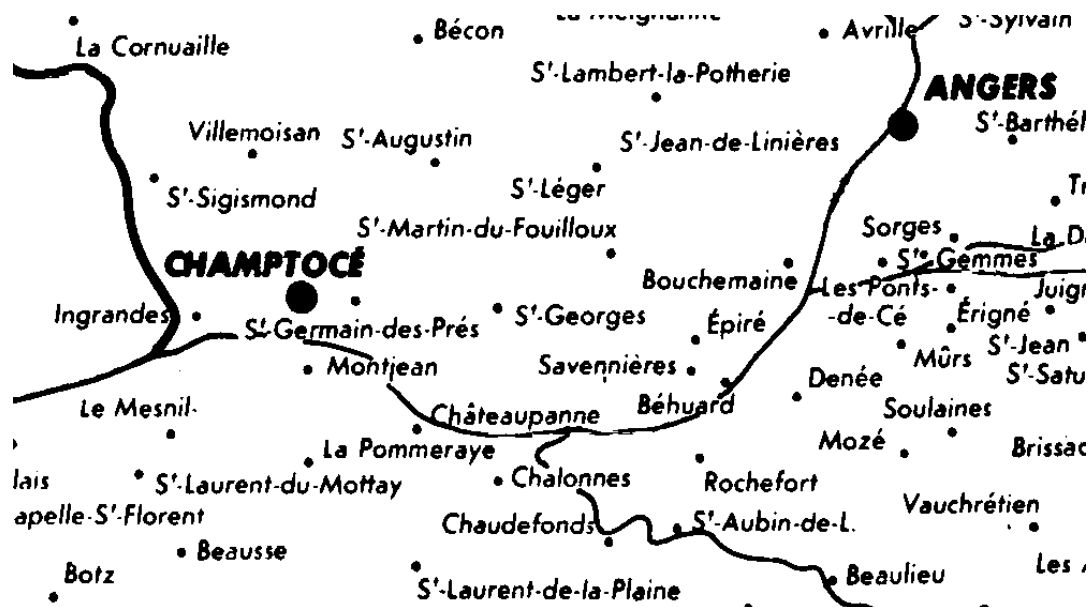 S'-Sylvain
Bécon
Avrillé
La Cornuaille
S'-Lambert-la-Potherie
ANGERS
S'-Barthél
Villemoisan
S'-Augustin
S'-Jean-de-Linières
S'-Léger
S'-Sigismond
S'-Martin-du-Fouilloux
Sorges
La D
CHAMPTOCÉ
S'e-Gemmes
Bouchemaine
Les Ponts-
-de-Cé
Juign
Ingrandes
S'-Georges
Érigné
Épiré
S'-Germain-des-Prés
S'-Jean
Mûrs
Montjean
Savennières
S'-Satu
Denée
Le Mesnil-
Béhuard
Soulaines
Châteaupanne
Mozé
Brissac
La Pommeraye
lais
S'-Laurent-du-Mottay
Chalonnes
Rochefort
Vauchrétien
apelle-S'-Florent
Chaudefonds
S'-Aubin-de-L.
Beausse
Les
Botz
Beaulieu
S'-Laurent-de-la-Plaine